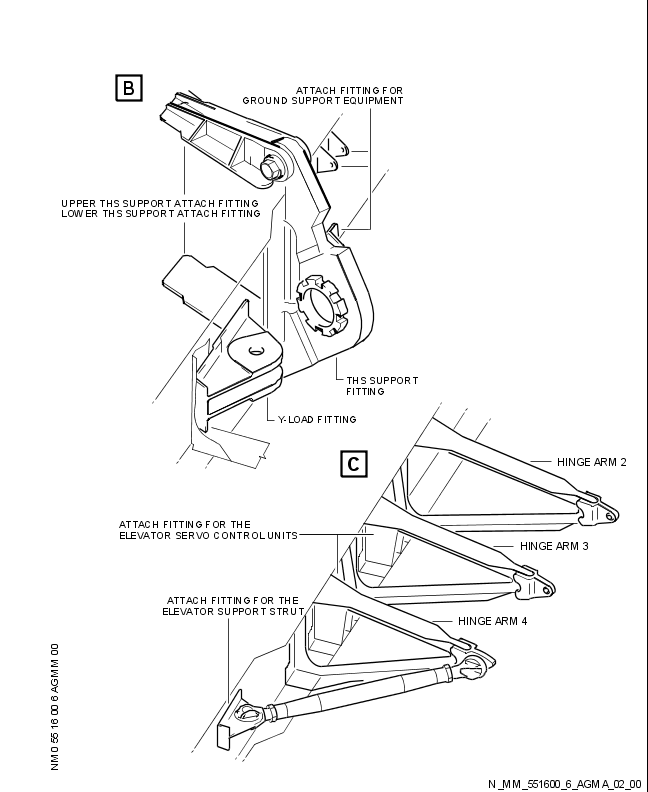 B
ATTACH FITTING FOR
GROUND SUPPORT EQUIPMENT
UPPER THS SUPPORT ATTACH FITTING
LOWER THS SUPPORT ATTACH FITTING
THS SUPPORT
FITTING
Y-LOAD FITTING
C
HINGE ARM 2
ATTACH FITTING FOR THE
ELEVATOR SERVO CONTROL UNITS
HINGE ARM 3
ATTACH FITTING FOR THE
ELEVATOR SUPPORT STRUT
HINGE ARM 4
NM0 55 16 00 6 AGMM 00
N_MM_551600_6_AGMA_02_00